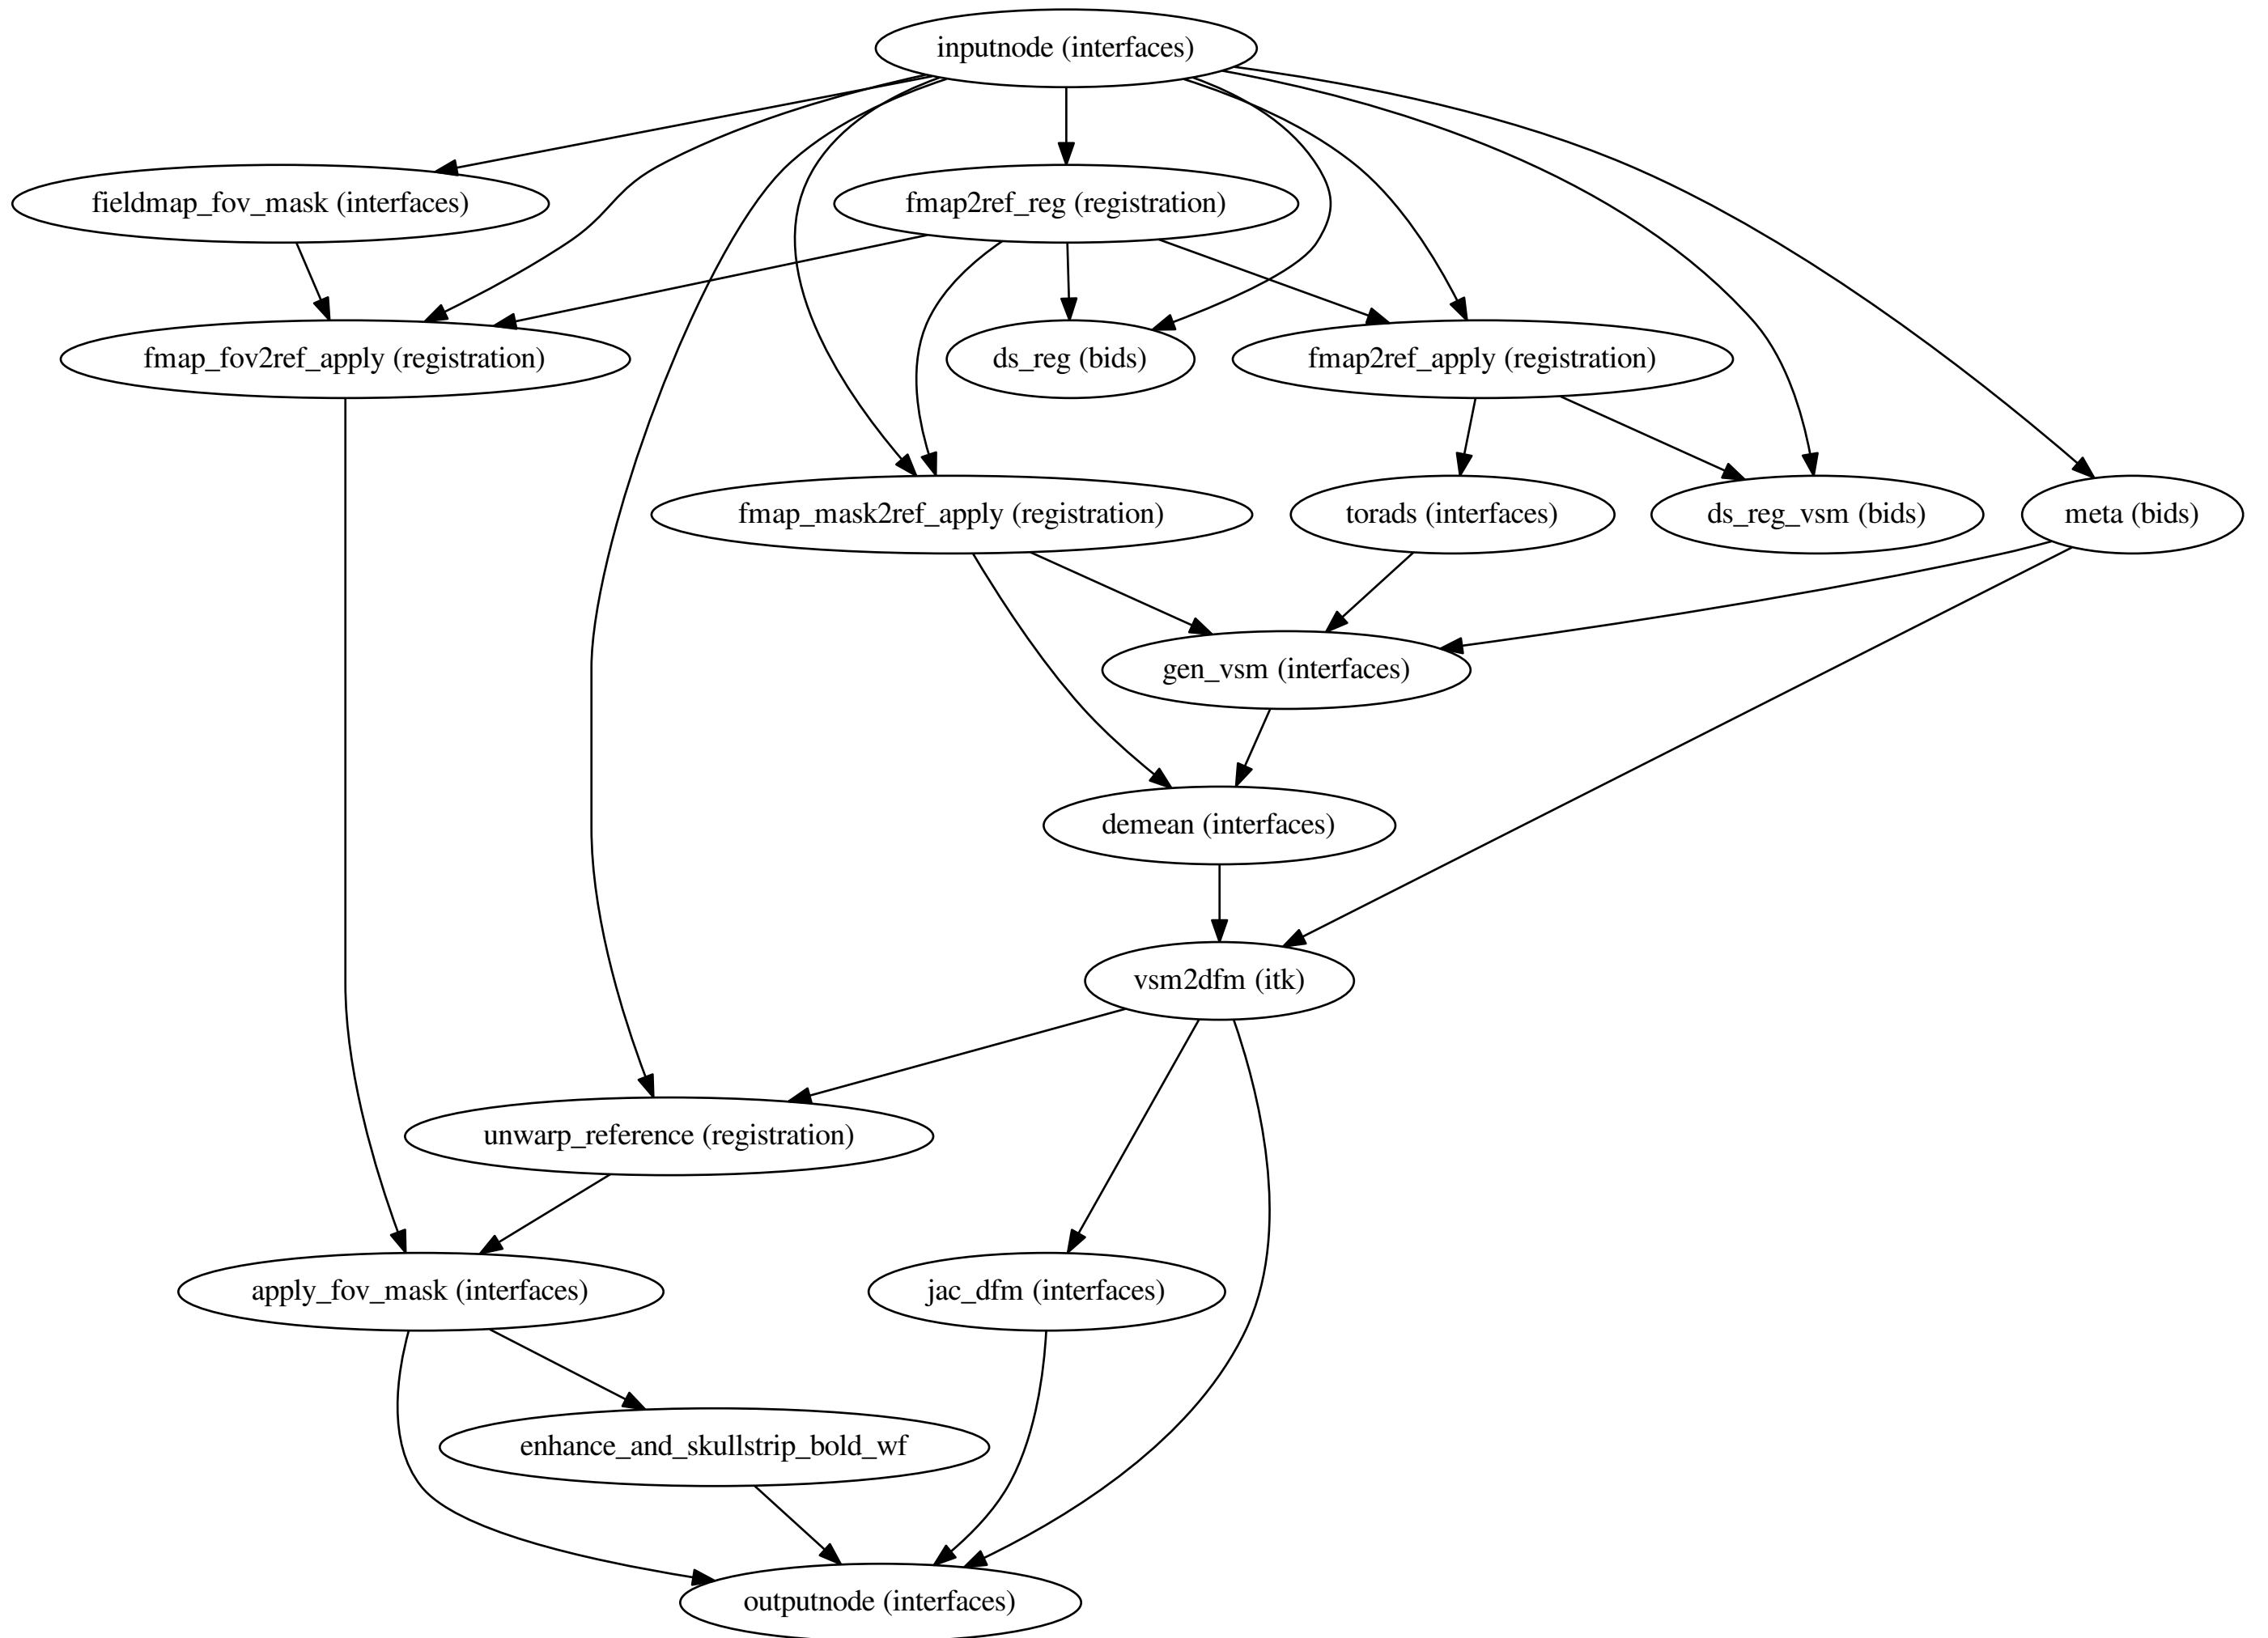 inputnode (interfaces)
fieldmap_fov_mask (interfaces)
fmap2ref_reg (registration)
fmap_fov2ref_apply (registration)
ds_reg (bids)
fmap2ref_apply (registration)
fmap_mask2ref_apply (registration)
torads (interfaces)
ds_reg_vsm (bids)
meta (bids)
gen_vsm (interfaces)
demean (interfaces)
vsm2dfm (itk)
unwarp_reference (registration)
apply_fov_mask (interfaces)
jac_dfm (interfaces)
enhance_and_skullstrip_bold_wf
outputnode (interfaces)